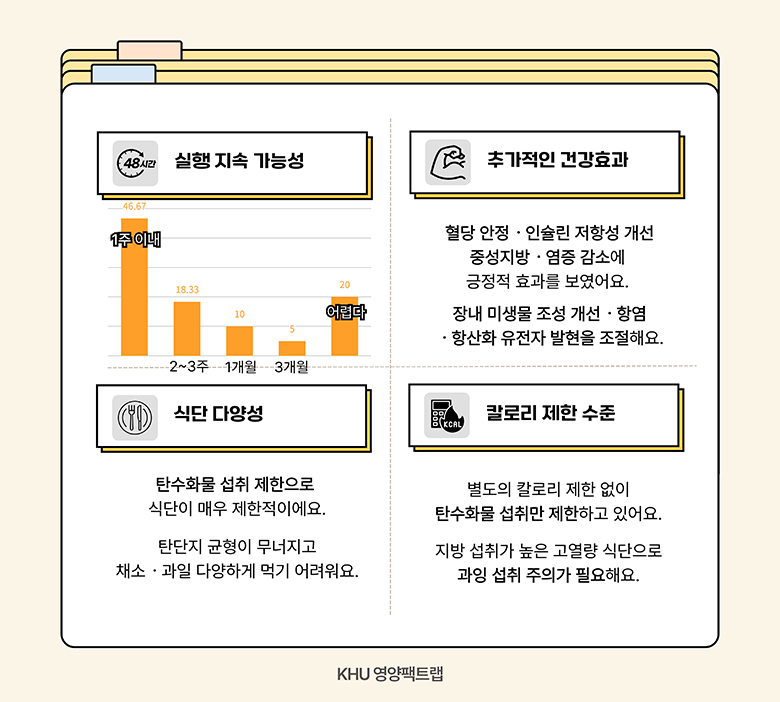 48시간
실행 지속 가능성
46.67
1주 이내
18.33
10
5
20
어렵다
2~3주
1개월
3개월
추가적인 건강효과
혈당 안정 · 인슐린 저항성 개선
중성지방 · 염증 감소에
긍정적 효과를 보였어요.
장내 미생물 조성 개선 · 항염
· 항산화 유전자 발현을 조절해요.
식단 다양성
탄수화물 섭취 제한으로
식단이 매우 제한적이에요.
탄단지 균형이 무너지고
채소 · 과일 다양하게 먹기 어려워요.
KCAL
칼로리 제한 수준
별도의 칼로리 제한 없이
탄수화물 섭취만 제한하고 있어요.
지방 섭취가 높은 고열량 식단으로
과잉 섭취 주의가 필요해요.
KHU 영양팩트랩